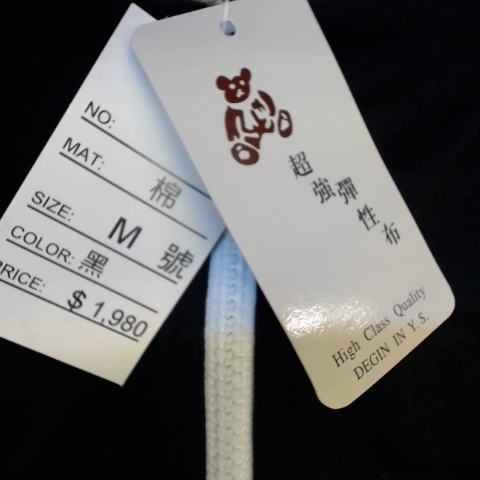 NO:
MAT: 棉
SIZE: M 號
COLOR: 黑
PRICE: $ 1,980
超強彈性布
High Class Quality
DEGIN IN Y.S.